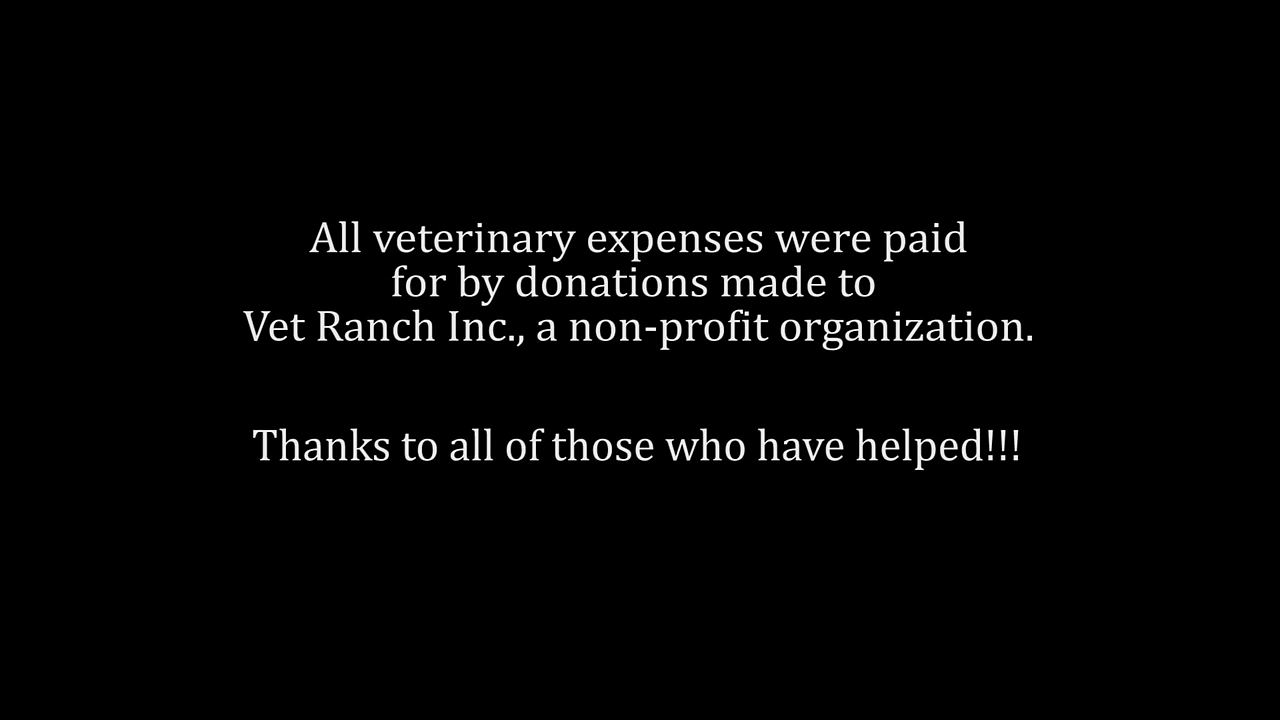 All veterinary expenses were paid
for by donations made to
Vet Ranch Inc., a non-profit organization.
Thanks to all of those who have helped!!!